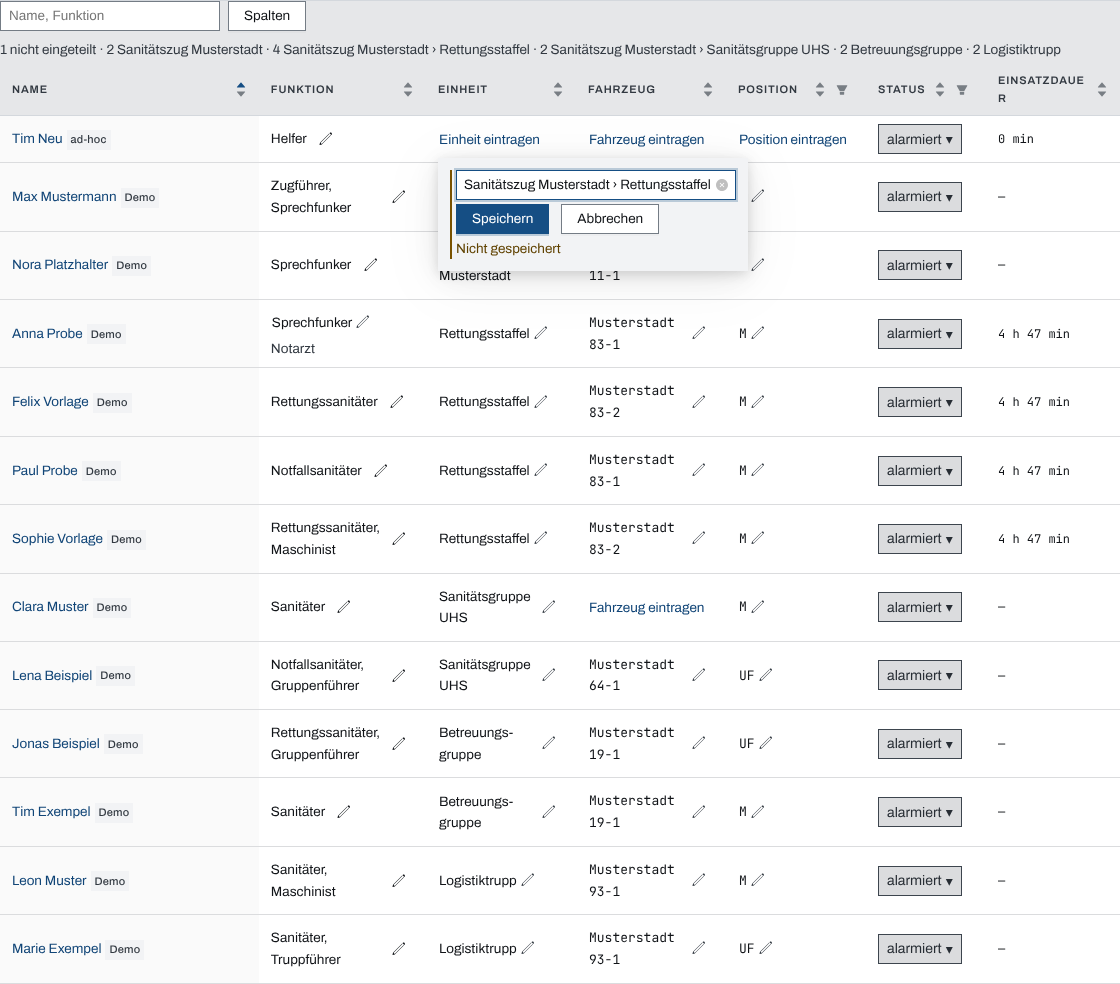 Name, Funktion Spalten
1 nicht eingeteilt · 2 Sanitätszug Musterstadt · 4 Sanitätszug Musterstadt › Rettungsstaffel · 2 Sanitätszug Musterstadt › Sanitätsgruppe UHS · 2 Betreuungsgruppe · 2 Logistiktrupp
NAME FUNKTION EINHEIT FAHRZEUG POSITION STATUS EINSATZDAUE
R
Tim Neu ad-hoc Helfer Einheit eintragen Fahrzeug eintragen Position eintragen alarmiert ▾ 0 min
Sanitätszug Musterstadt › Rettungsstaffel
Speichern Abbrechen
Nicht gespeichert
Max Mustermann Demo Zugführer, alarmiert ▾ –
Sprechfunker
Nora Platzhalter Demo Sprechfunker alarmiert ▾ –
Musterstadt 11-1
Anna Probe Demo Sprechfunker Rettungsstaffel Musterstadt M alarmiert ▾ 4 h 47 min
Notarzt 83-1
Felix Vorlage Demo Rettungssanitäter Rettungsstaffel Musterstadt M alarmiert ▾ 4 h 47 min
83-2
Paul Probe Demo Notfallsanitäter Rettungsstaffel Musterstadt M alarmiert ▾ 4 h 47 min
83-1
Sophie Vorlage Demo Rettungssanitäter, Rettungsstaffel Musterstadt M alarmiert ▾ 4 h 47 min
Maschinist 83-2
Clara Muster Demo Sanitäter Sanitätsgruppe Fahrzeug eintragen M alarmiert ▾ –
UHS
Lena Beispiel Demo Notfallsanitäter, Sanitätsgruppe Musterstadt UF alarmiert ▾ –
Gruppenführer UHS 64-1
Jonas Beispiel Demo Rettungssanitäter, Betreuungs- Musterstadt UF alarmiert ▾ –
Gruppenführer gruppe 19-1
Tim Exempel Demo Sanitäter Betreuungs- Musterstadt M alarmiert ▾ –
gruppe 19-1
Leon Muster Demo Sanitäter, Logistiktrupp Musterstadt M alarmiert ▾ –
Maschinist 93-1
Marie Exempel Demo Sanitäter, Logistiktrupp Musterstadt UF alarmiert ▾ –
Truppführer 93-1